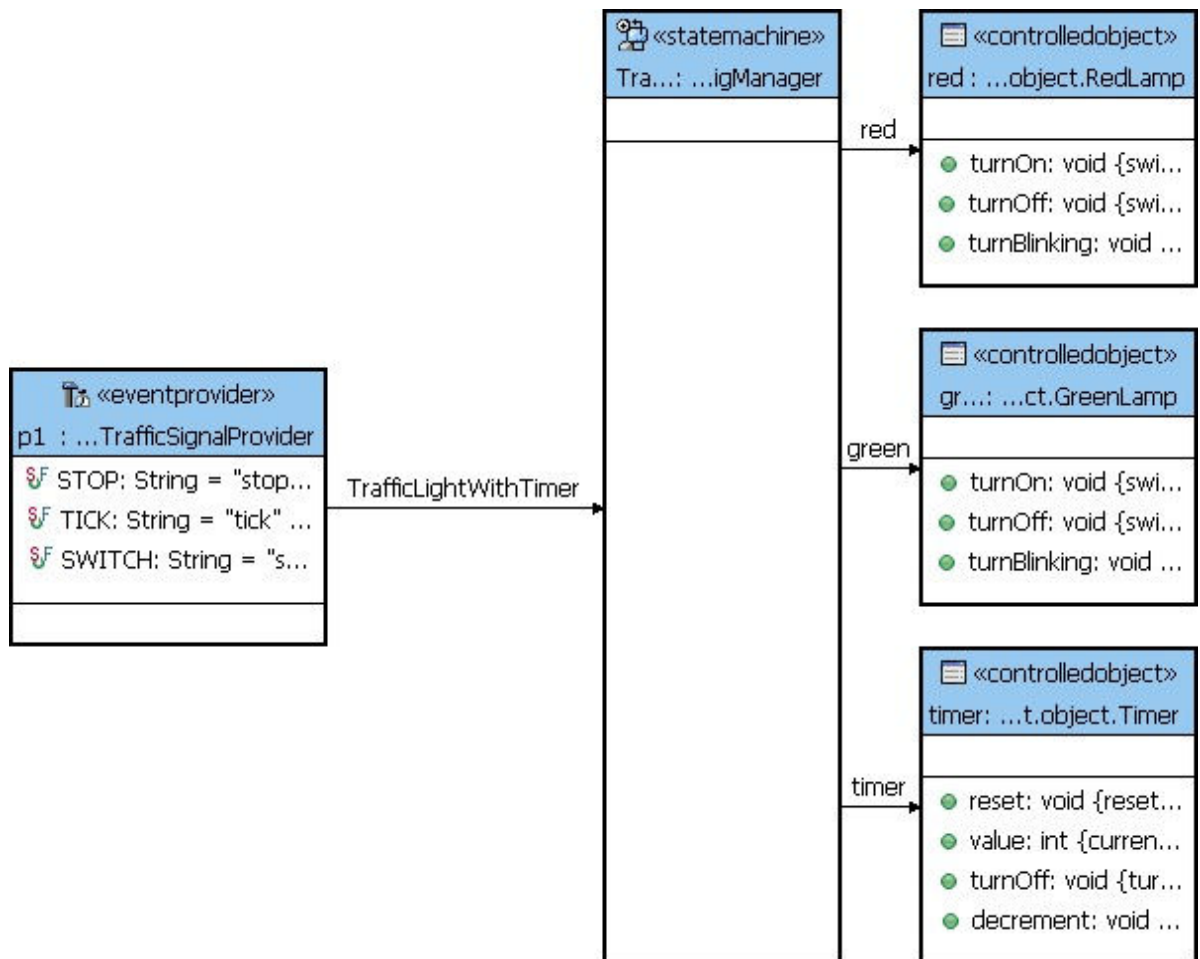 «statemachine»
Tra...: ...igManager
«controlledobject»
red : ...object.RedLamp
red
turnOn: void {swi...
turnOff: void {swi...
turnBlinking: void ...
«controlledobject»
gr...: ...ct.GreenLamp
green
turnOn: void {swi...
turnOff: void {swi...
turnBlinking: void ...
«eventprovider»
p1 : ...TrafficSignalProvider
STOP: String = "stop...
TICK: String = "tick" ...
SWITCH: String = "s...
TrafficLightWithTimer
«controlledobject»
timer: ...t.object.Timer
timer
reset: void {reset...
value: int {curren...
turnOff: void {tur...
decrement: void ...